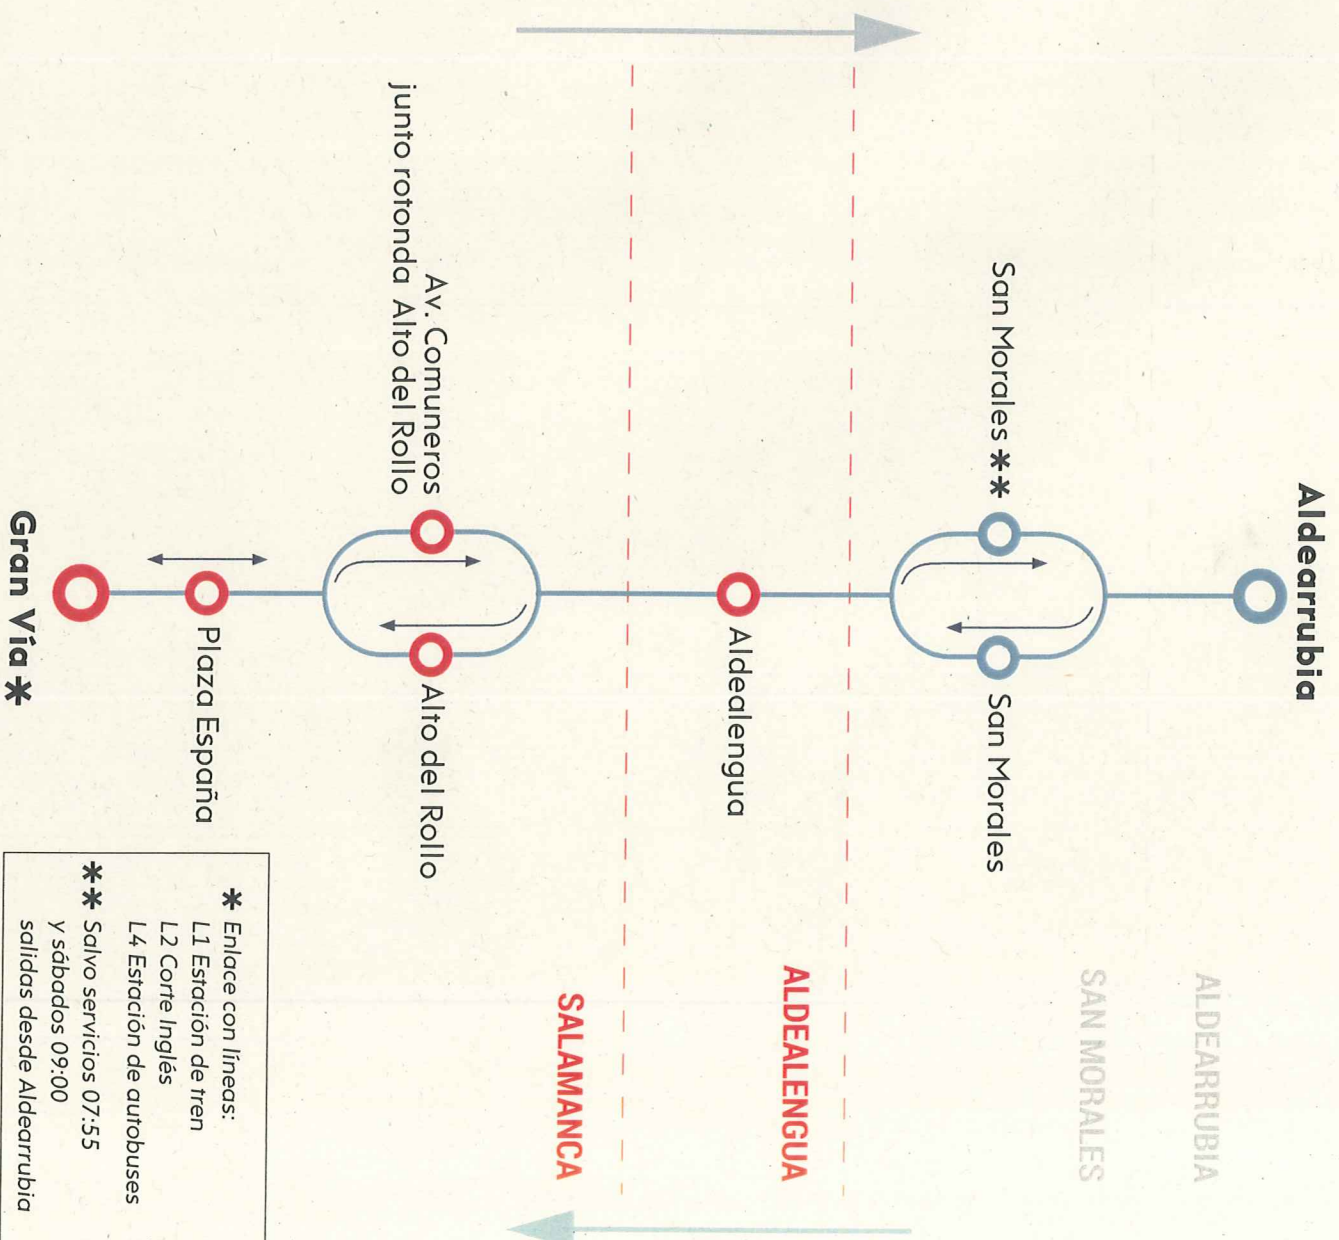 Aldearrubia
San Morales **
San Morales
Aldealengua
Av. Comuneros
junto rotonda Alto del Rollo
Alto del Rollo
Plaza España
Gran Vía *
ALDEARRUBIA
SAN MORALES
ALDEALENGUA
SALAMANCA
* Enlace con líneas:
L1 Estación de tren
L2 Corte Inglés
L4 Estación de autobuses
** Salvo servicios 07:55
y sábados 09:00
salidas desde Aldearrubia